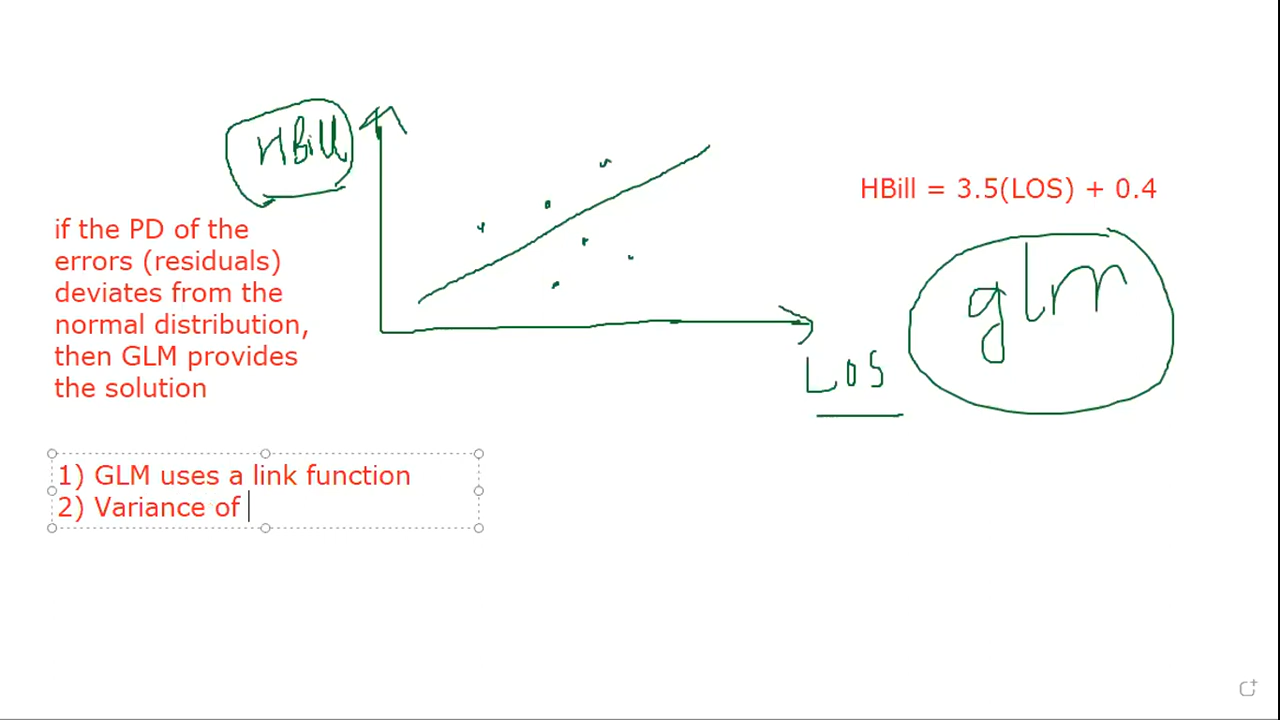 HBill
HBill = 3.5(LOS) + 0.4
if the PD of the
errors (residuals)
deviates from the
normal distribution,
then GLM provides
the solution
glm
LOS
1) GLM uses a link function
2) Variance of